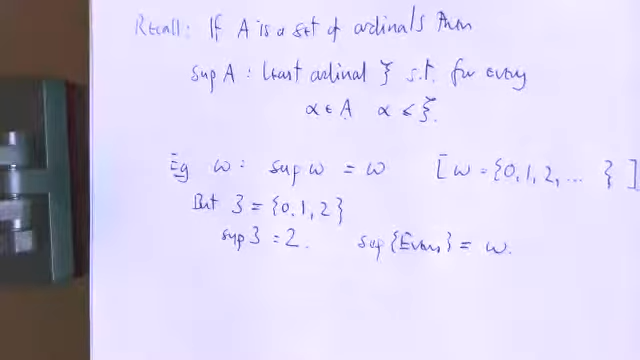 Recall: If A is a set of ordinals then
sup A : least ordinal ξ s.t. for every
α ∈ A α ≤ ξ.
Eg ω : sup ω = ω [ω = {0, 1, 2, ... }]
But 3 = {0, 1, 2}
sup 3 = 2. sup {Evens} = ω.